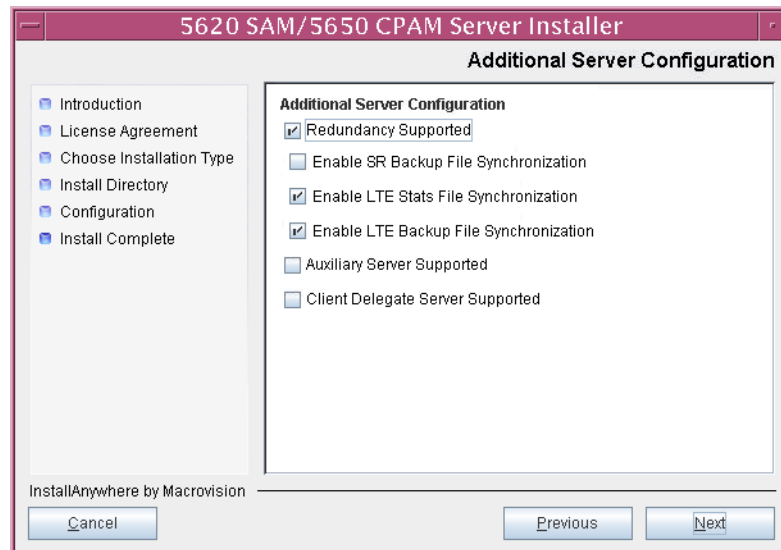 5620 SAM/5650 CPAM Server Installer
Additional Server Configuration
Introduction
License Agreement
Choose Installation Type
Install Directory
Configuration
Install Complete
Additional Server Configuration
Redundancy Supported
Enable SR Backup File Synchronization
Enable LTE Stats File Synchronization
Enable LTE Backup File Synchronization
Auxiliary Server Supported
Client Delegate Server Supported
InstallAnywhere by Macrovision
Cancel
Previous
Next